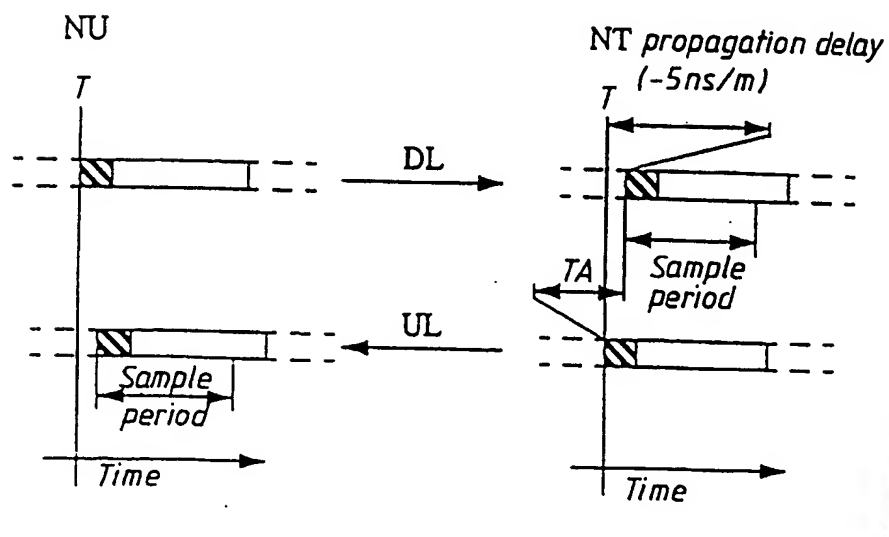 NU
NT propagation delay
(-5ns/m)
T
T
DL
TA
Sample
period
UL
Sample
period
Time
Time